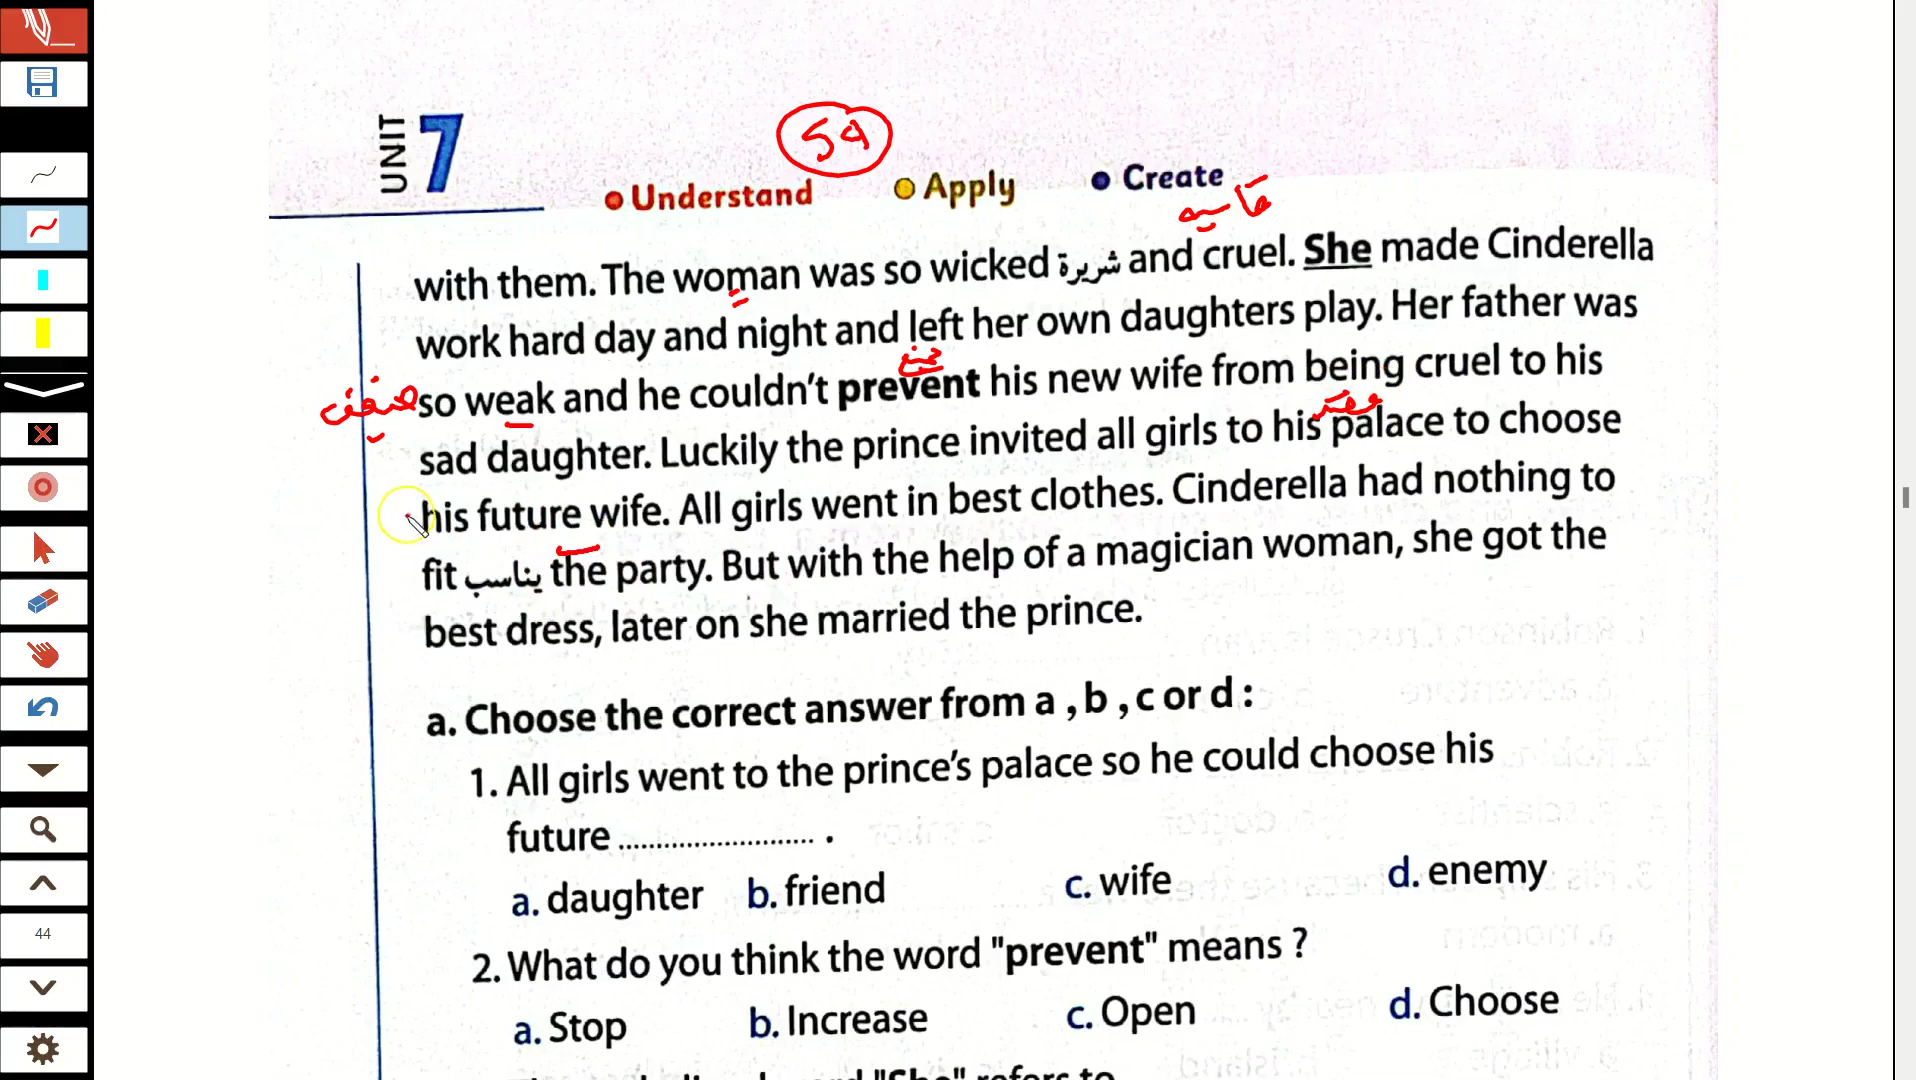 UNIT 7
59
Understand Apply Create
قاسيه
with them. The woman was so wicked شريرة and cruel. She made Cinderella
work hard day and night and left her own daughters play. Her father was
يمنع
so weak and he couldn't prevent his new wife from being cruel to his
ضعيف
قصر
sad daughter. Luckily the prince invited all girls to his palace to choose
his future wife. All girls went in best clothes. Cinderella had nothing to
fit يناسب the party. But with the help of a magician woman, she got the
best dress, later on she married the prince.
a. Choose the correct answer from a , b , c or d :
1. All girls went to the prince's palace so he could choose his
future .......................... .
a. daughter b. friend c. wife d. enemy
2. What do you think the word "prevent" means ?
a. Stop b. Increase c. Open d. Choose
word "She" refers to
44